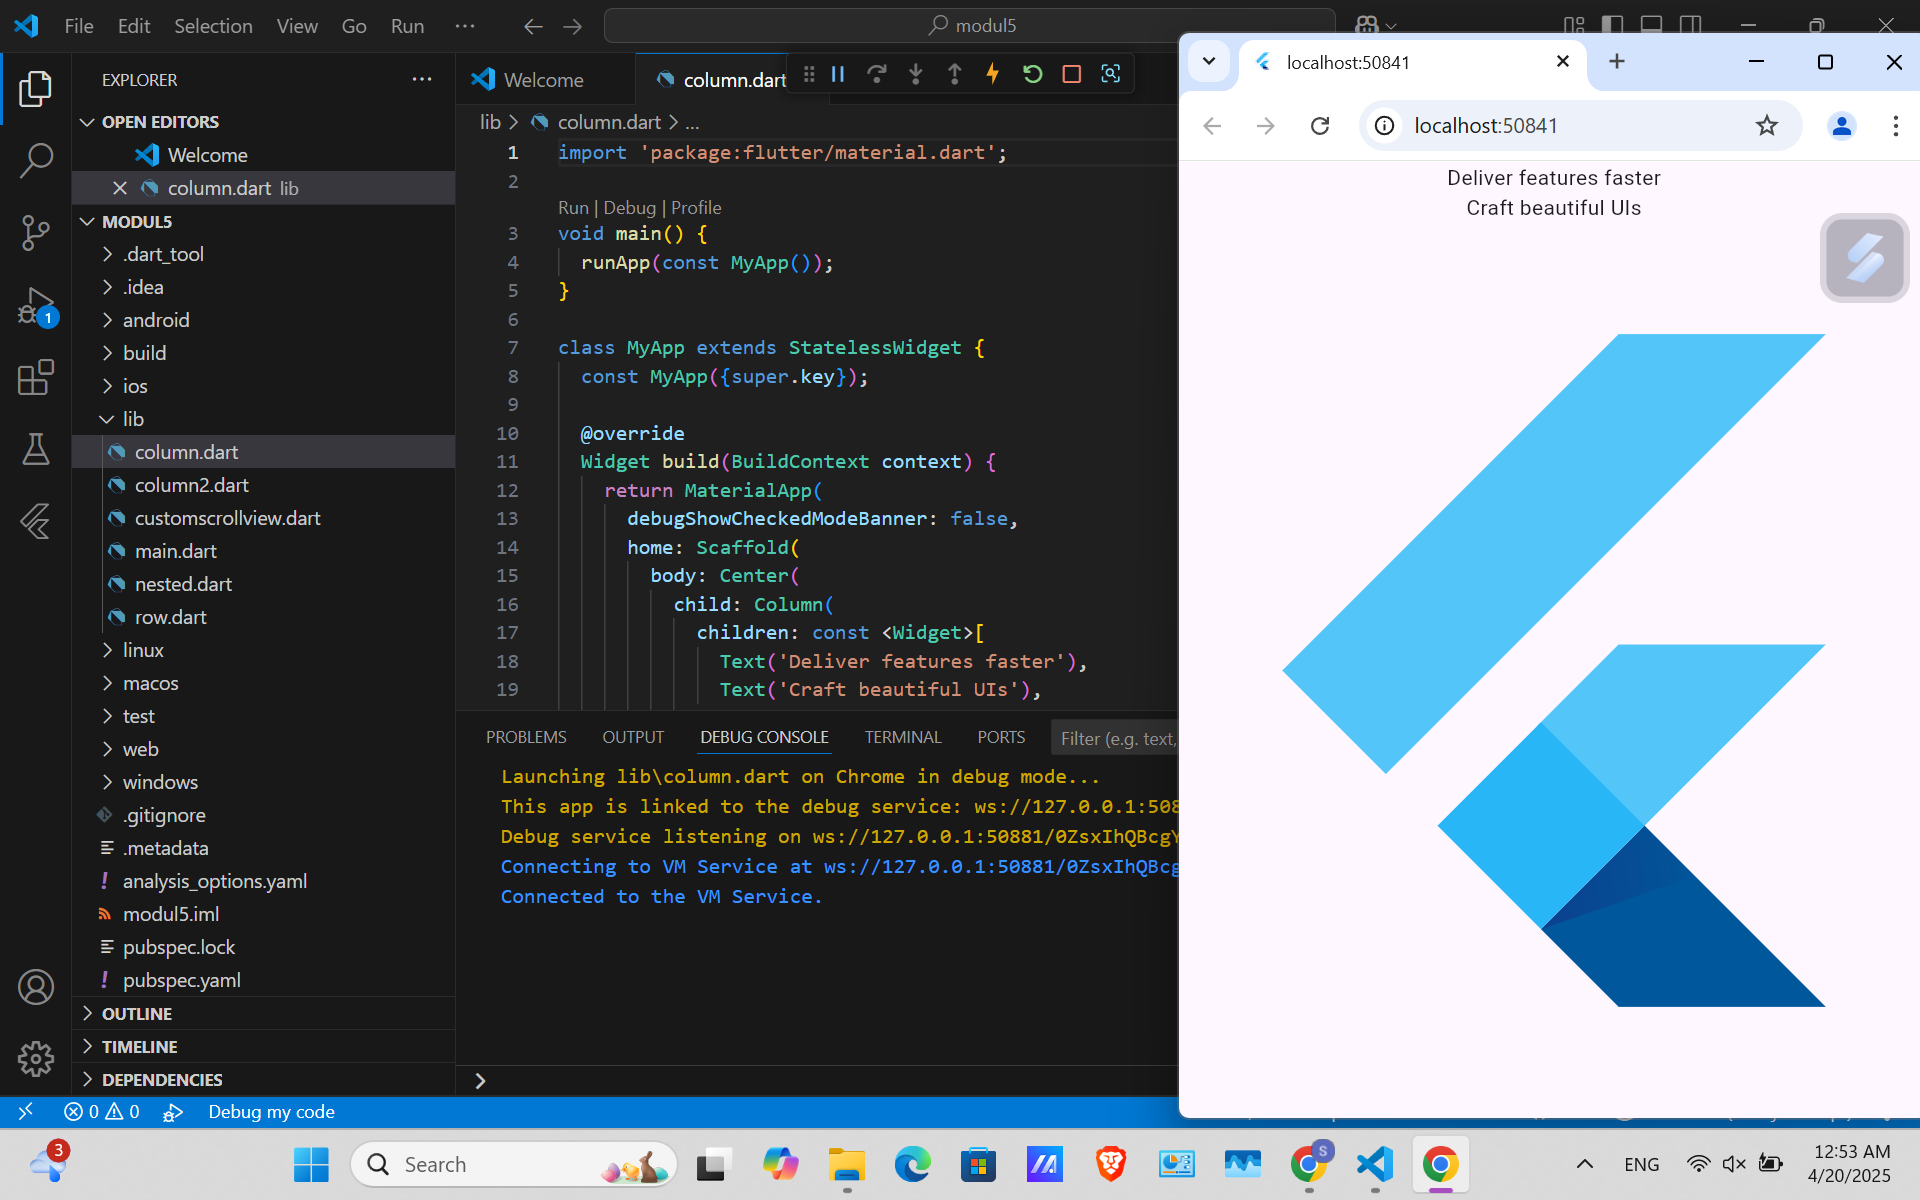 File Edit Selection View Go Run ···
modul5
EXPLORER
OPEN EDITORS
Welcome
column.dart lib
MODUL5
.dart_tool
.idea
android
build
ios
lib
column.dart
column2.dart
customscrollview.dart
main.dart
nested.dart
row.dart
linux
macos
test
web
windows
.gitignore
.metadata
analysis_options.yaml
modul5.iml
pubspec.lock
pubspec.yaml
OUTLINE
TIMELINE
DEPENDENCIES
1
Welcome
column.dart
lib > column.dart > ...
1 import 'package:flutter/material.dart';
2
Run | Debug | Profile
3 void main() {
4 runApp(const MyApp());
5 }
6
7 class MyApp extends StatelessWidget {
8 const MyApp({super.key});
9
10 @override
11 Widget build(BuildContext context) {
12 return MaterialApp(
13 debugShowCheckedModeBanner: false,
14 home: Scaffold(
15 body: Center(
16 child: Column(
17 children: const <Widget>[
18 Text('Deliver features faster'),
19 Text('Craft beautiful UIs'),
PROBLEMS OUTPUT DEBUG CONSOLE TERMINAL PORTS Filter (e.g. text,
Launching lib\column.dart on Chrome in debug mode...
This app is linked to the debug service: ws://127.0.0.1:508
Debug service listening on ws://127.0.0.1:50881/0ZsxIhQBcgY
Connecting to VM Service at ws://127.0.0.1:50881/0ZsxIhQBcg
Connected to the VM Service.
>
0 0 Debug my code
localhost:50841
localhost:50841
Deliver features faster
Craft beautiful UIs
3
Search
S
ENG
12:53 AM
4/20/2025